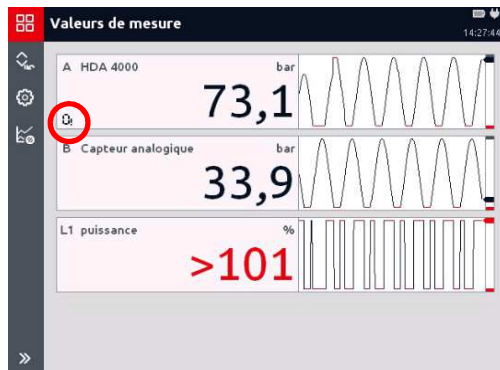 Valeurs de mesure
14:27:44
A HDA 4000 bar
73,1
B Capteur analogique bar
33,9
L1 puissance %
>101